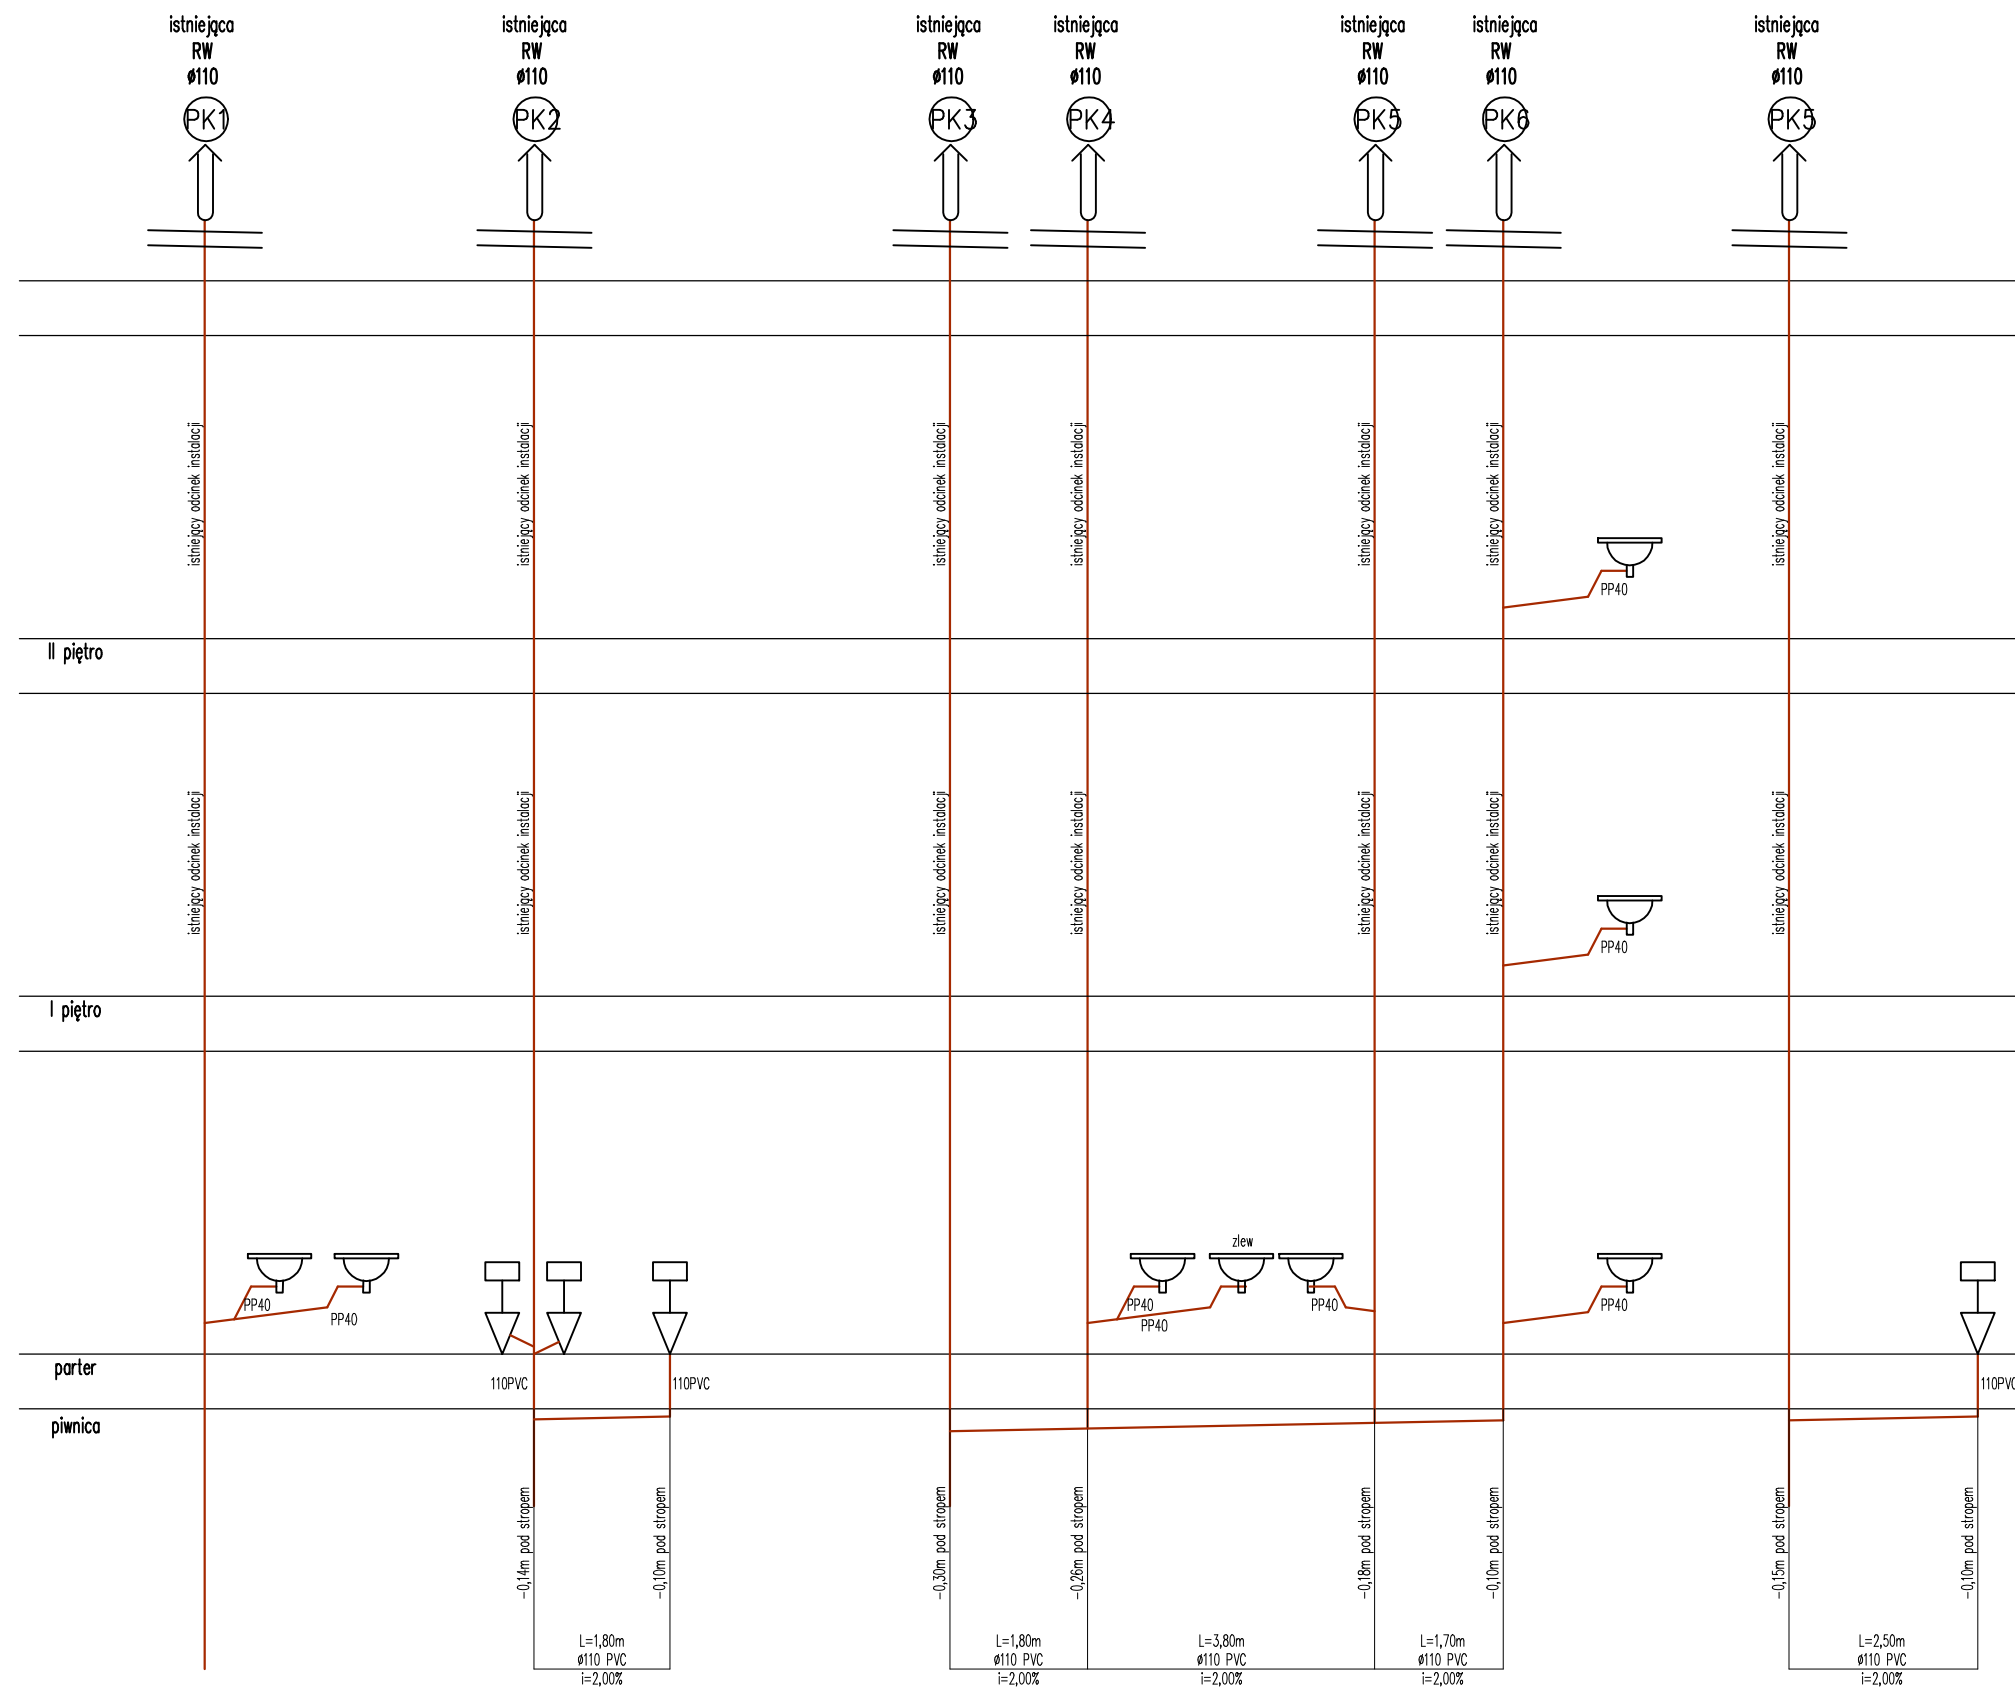 istniejąca
RW
ø110
PK1
istniejąca
RW
ø110
PK2
istniejąca
RW
ø110
PK3
istniejąca
RW
ø110
PK4
istniejąca
RW
ø110
PK5
istniejąca
RW
ø110
PK6
istniejąca
RW
ø110
PK5
istniejący odcinek instalacji
istniejący odcinek instalacji
istniejący odcinek instalacji
istniejący odcinek instalacji
istniejący odcinek instalacji
istniejący odcinek instalacji
istniejący odcinek instalacji
PP40
II piętro
istniejący odcinek instalacji
istniejący odcinek instalacji
istniejący odcinek instalacji
istniejący odcinek instalacji
istniejący odcinek instalacji
istniejący odcinek instalacji
istniejący odcinek instalacji
PP40
I piętro
zlew
PP40
PP40
PP40
PP40
PP40
PP40
parter
110PVC
110PVC
110PVC
piwnica
-0,14m pod stropem
-0,10m pod stropem
-0,30m pod stropem
-0,26m pod stropem
-0,18m pod stropem
-0,10m pod stropem
-0,15m pod stropem
-0,10m pod stropem
L=1,80m
ø110 PVC
i=2,00%
L=1,80m
ø110 PVC
i=2,00%
L=3,80m
ø110 PVC
i=2,00%
L=1,70m
ø110 PVC
i=2,00%
L=2,50m
ø110 PVC
i=2,00%